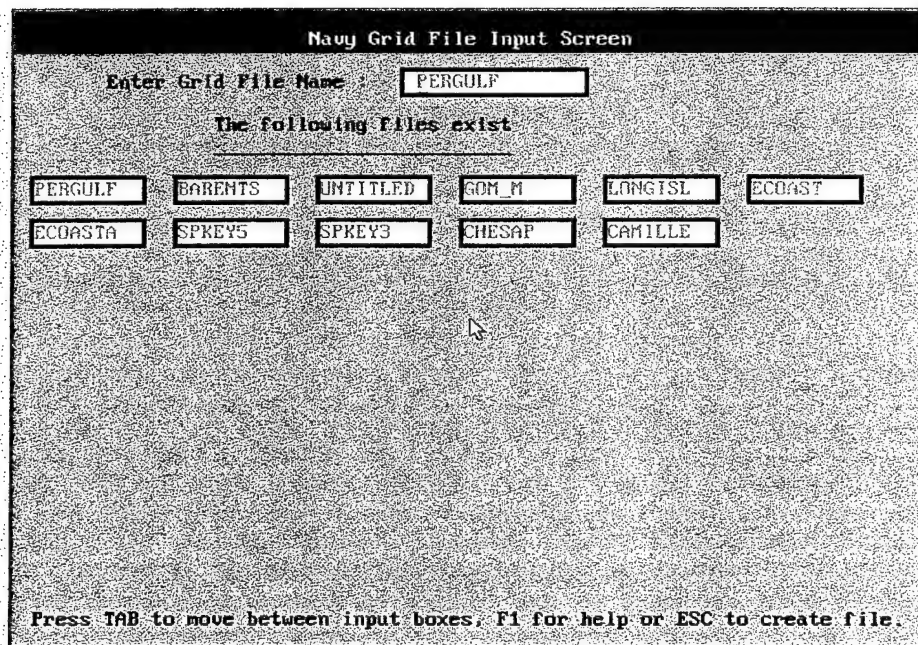 Navy Grid File Input Screen
Enter Grid File Name : PERGULF
The following files exist
PERGULF BARENTS UNTITLED GOM_M LONGISL ECOAST
ECOASTA SPKEY5 SPKEY3 CHESAP CAMILLE
Press TAB to move between input boxes, F1 for help or ESC to create file.